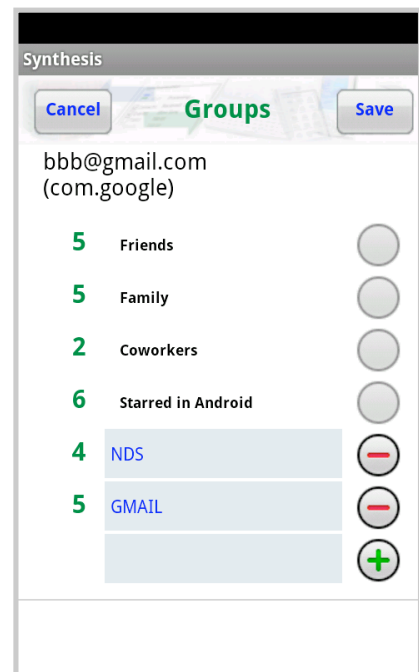 Synthesis
Cancel Groups Save
bbb@gmail.com
(com.google)
5 Friends
5 Family
2 Coworkers
6 Starred in Android
4 NDS
5 GMAIL